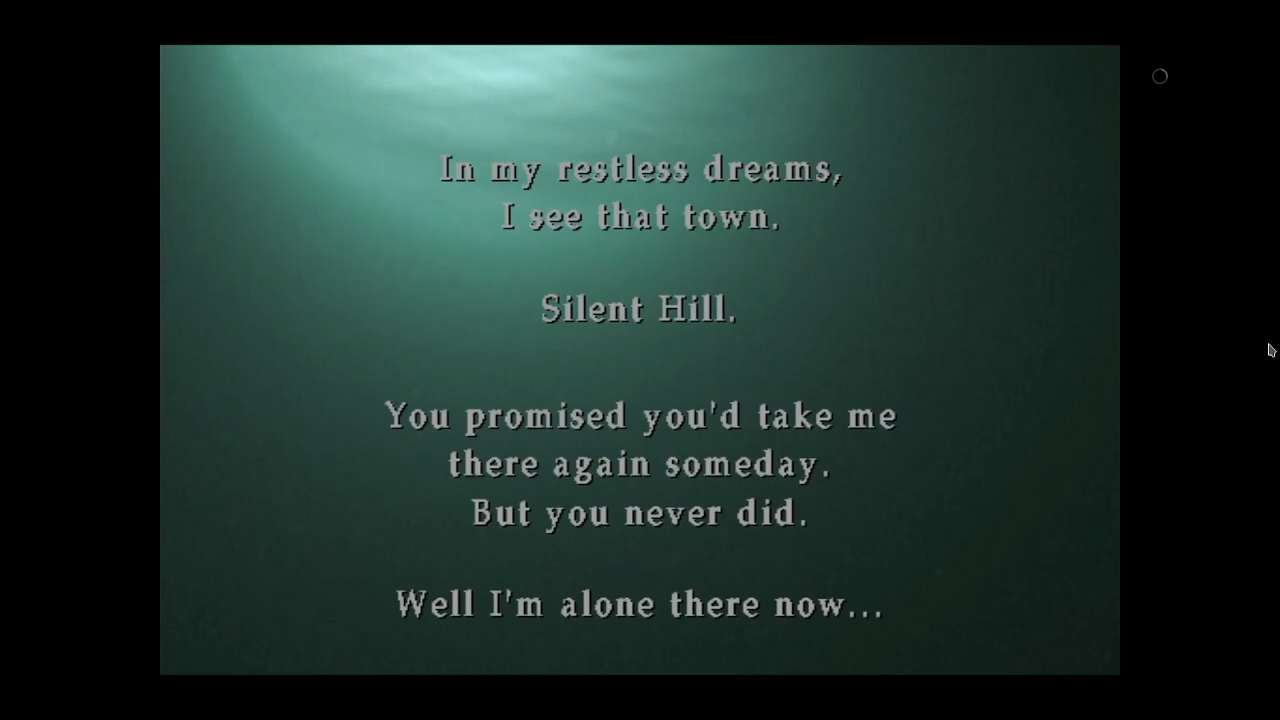 In my restless dreams,
I see that town.
Silent Hill.
You promised you'd take me
there again someday.
But you never did.
Well I'm alone there now...